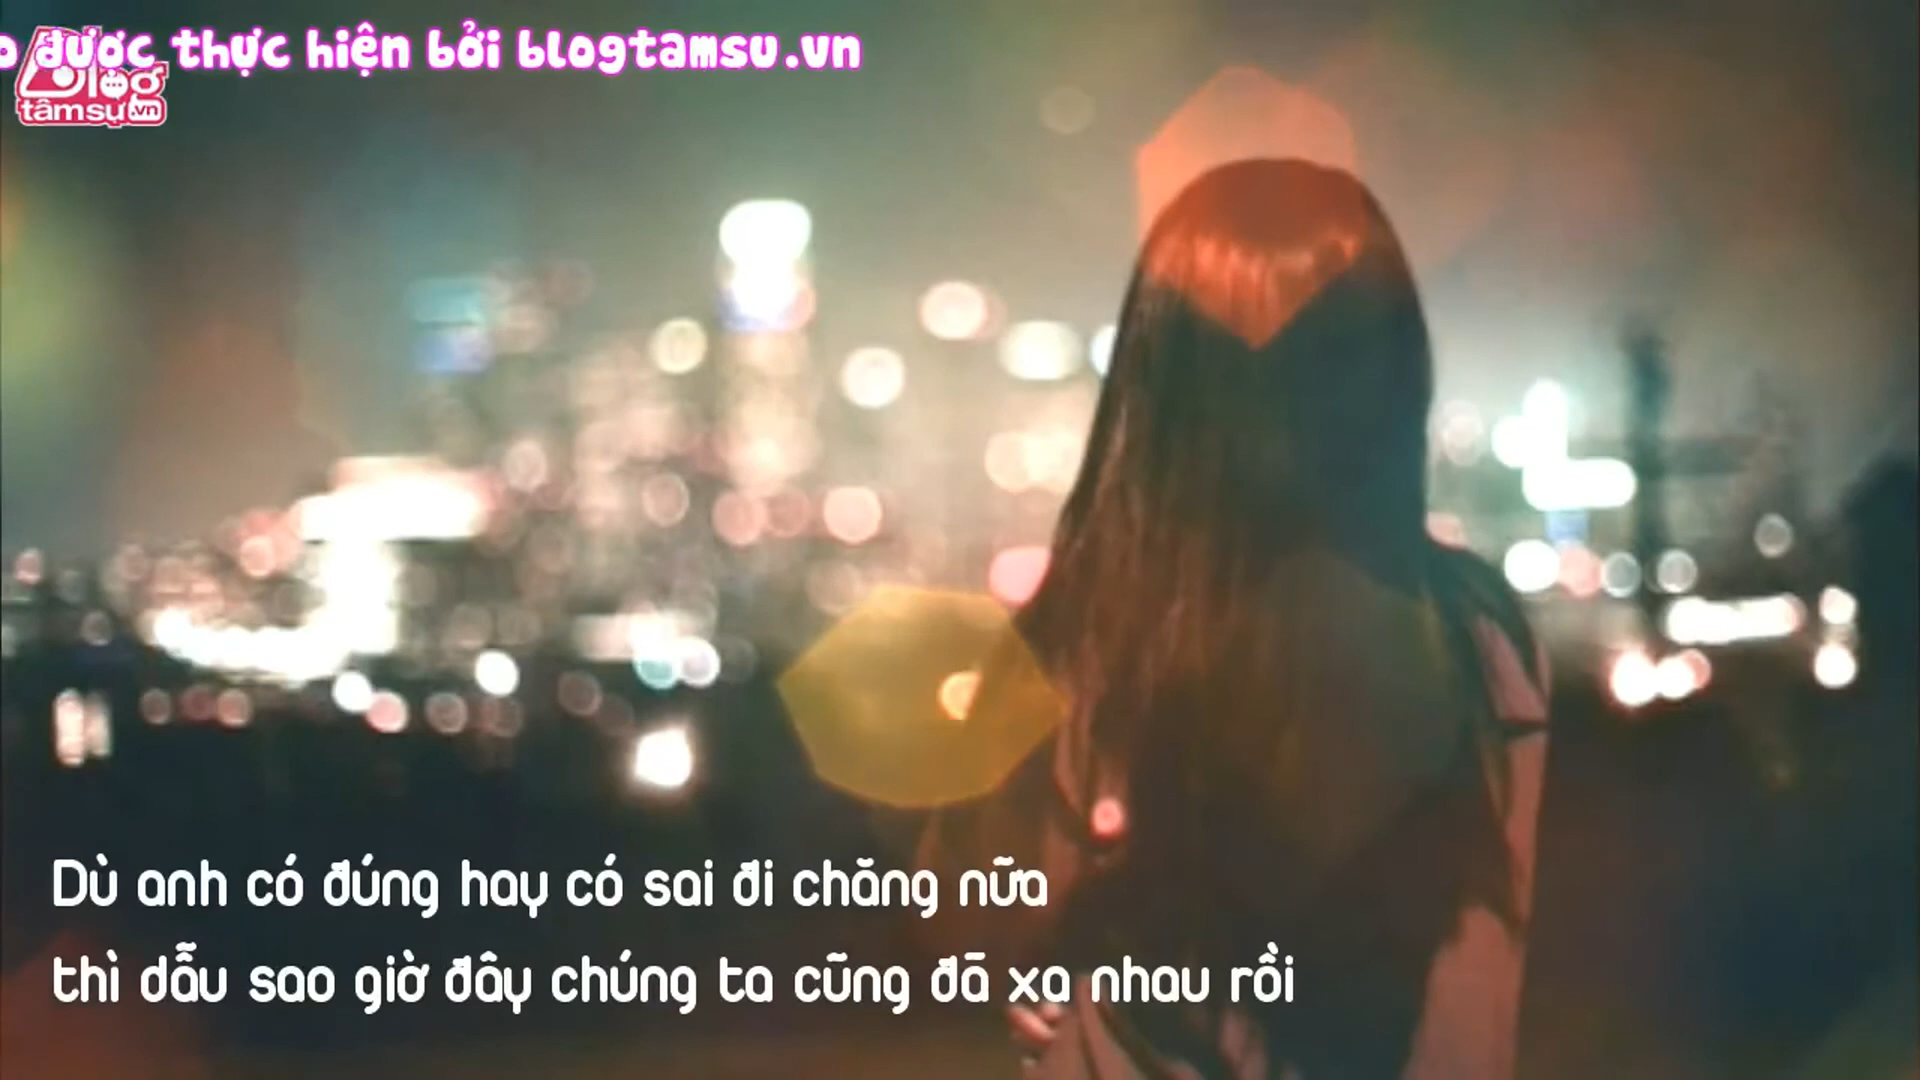 được thực hiện bởi blogtamsu.vn
Blog
tâmsự.vn
Dù anh có đúng hay có sai đi chăng nữa
thì dẫu sao giờ đây chúng ta cũng đã xa nhau rồi